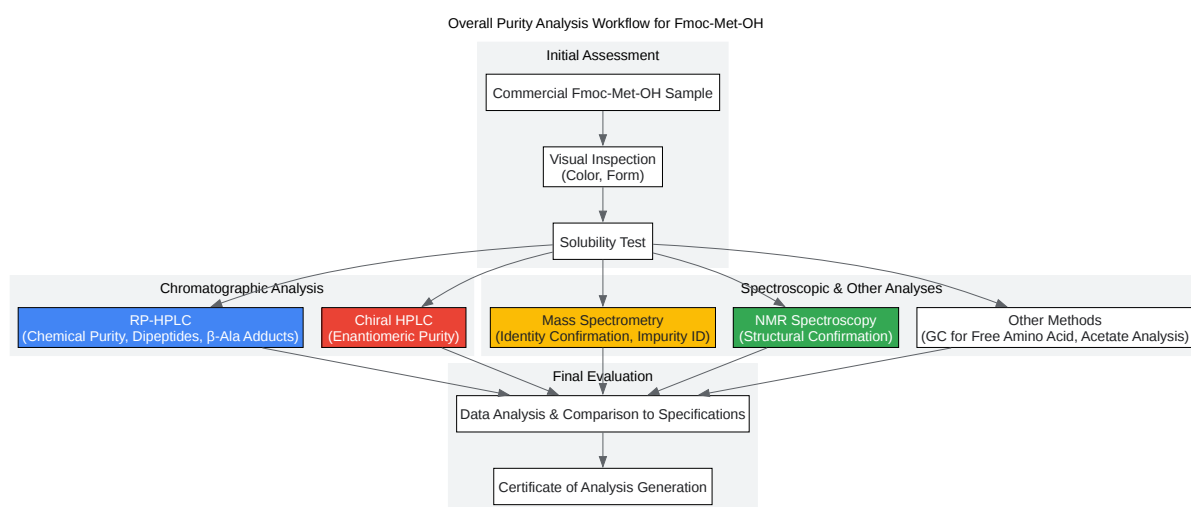 Overall Purity Analysis Workflow for Fmoc-Met-OH
Initial Assessment
Commercial Fmoc-Met-OH Sample
Visual Inspection
(Color, Form)
Solubility Test
Chromatographic Analysis
Spectroscopic & Other Analyses
RP-HPLC
(Chemical Purity, Dipeptides, β-Ala Adducts)
Chiral HPLC
(Enantiomeric Purity)
Mass Spectrometry
(Identity Confirmation, Impurity ID)
NMR Spectroscopy
(Structural Confirmation)
Other Methods
(GC for Free Amino Acid, Acetate Analysis)
Final Evaluation
Data Analysis & Comparison to Specifications
Certificate of Analysis Generation